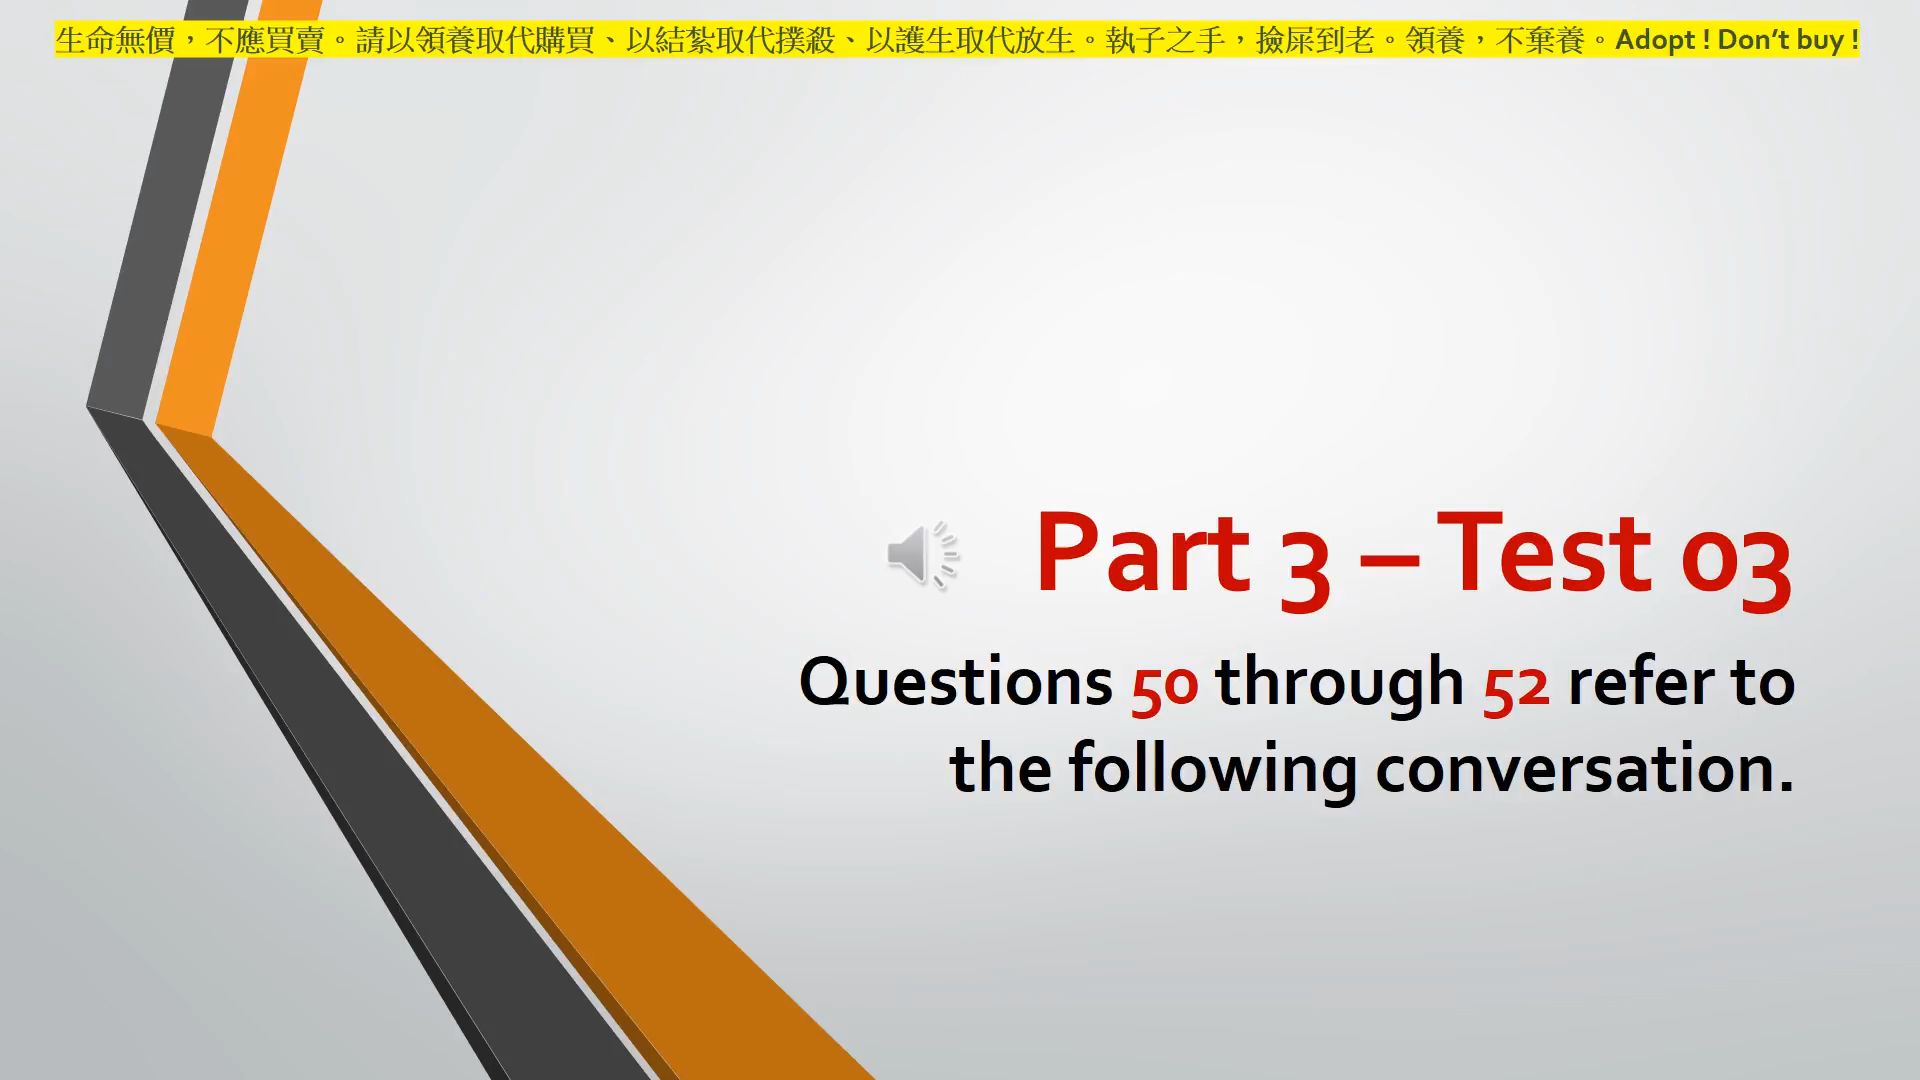 生命無價，不應買賣。請以領養取代購買、以結紮取代撲殺、以護生取代放生。執子之手，撿屎到老。領養，不棄養。Adopt ! Don’t buy !
Part 3 – Test 03
Questions 50 through 52 refer to
the following conversation.